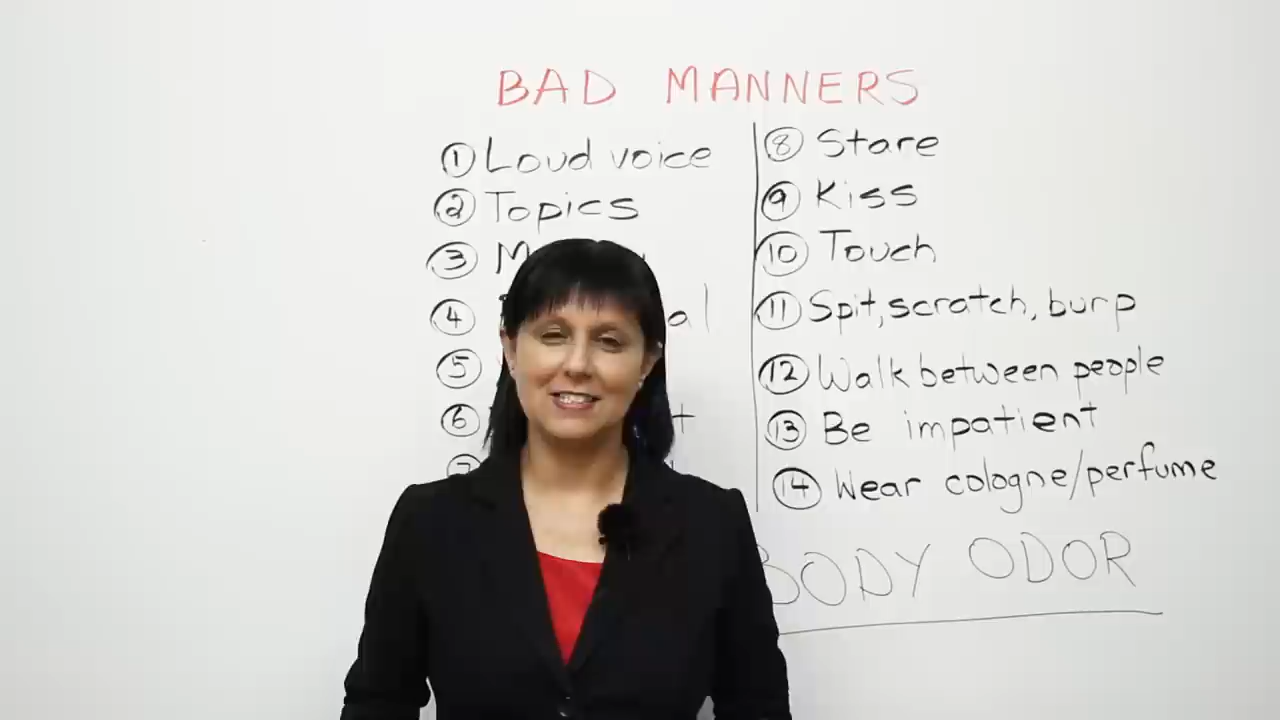 BAD MANNERS
① Loud voice
② Topics
③
④
⑤
⑥
⑧ Stare
⑨ Kiss
⑩ Touch
⑪ Spit, scratch, burp
⑫ Walk between people
⑬ Be impatient
⑭ Wear cologne/perfume
BODY ODOR